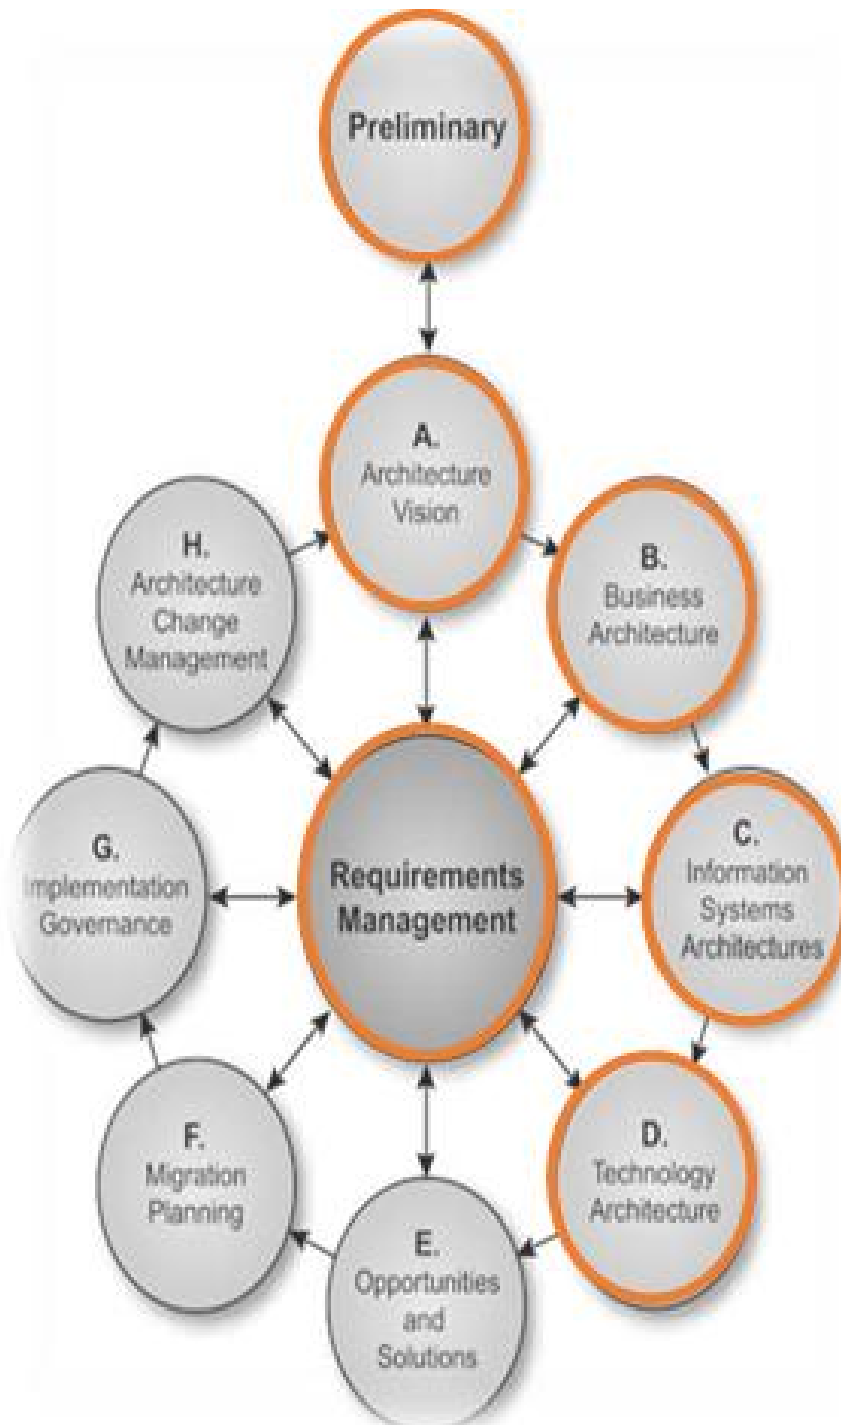 Preliminary
A.
Architecture
Vision
B.
Business
Architecture
C.
Information
Systems
Architectures
D.
Technology
Architecture
E.
Opportunities
and
Solutions
F.
Migration
Planning
G.
Implementation
Governance
H.
Architecture
Change
Management
Requirements
Management